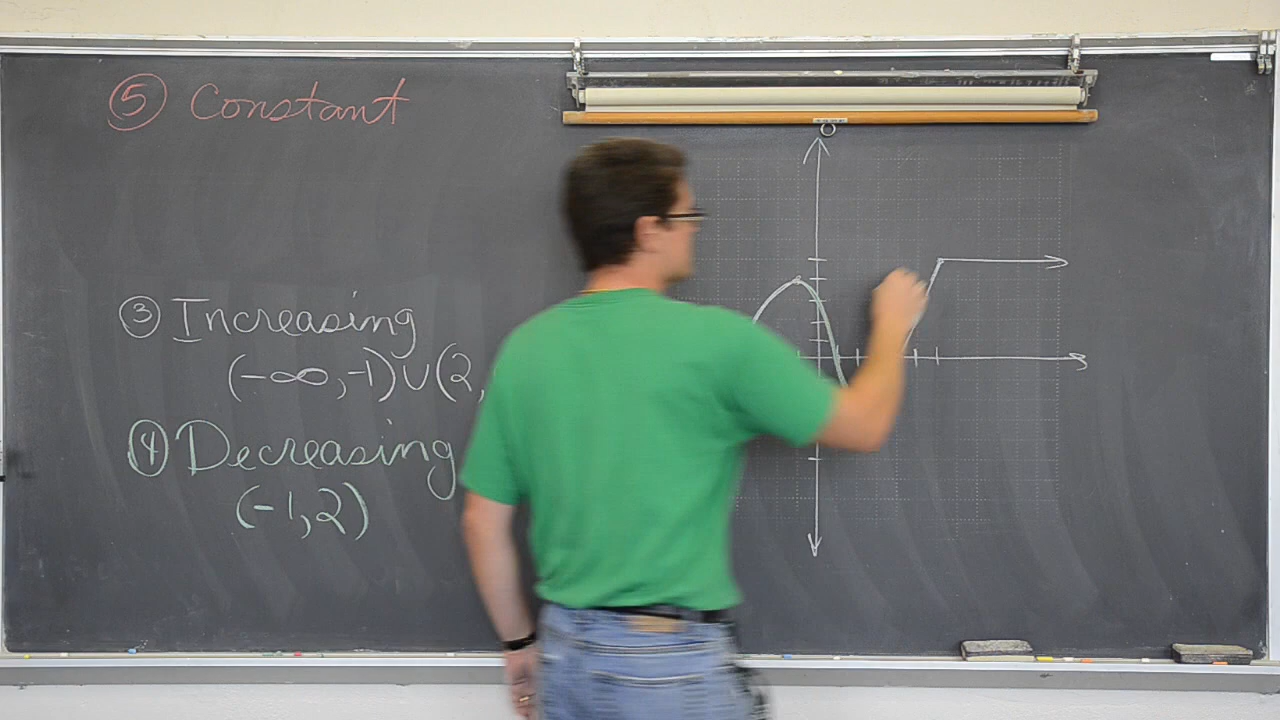 ⑤ Constant
③ Increasing
(-∞,-1)∪(2,
④ Decreasing
(-1,2)